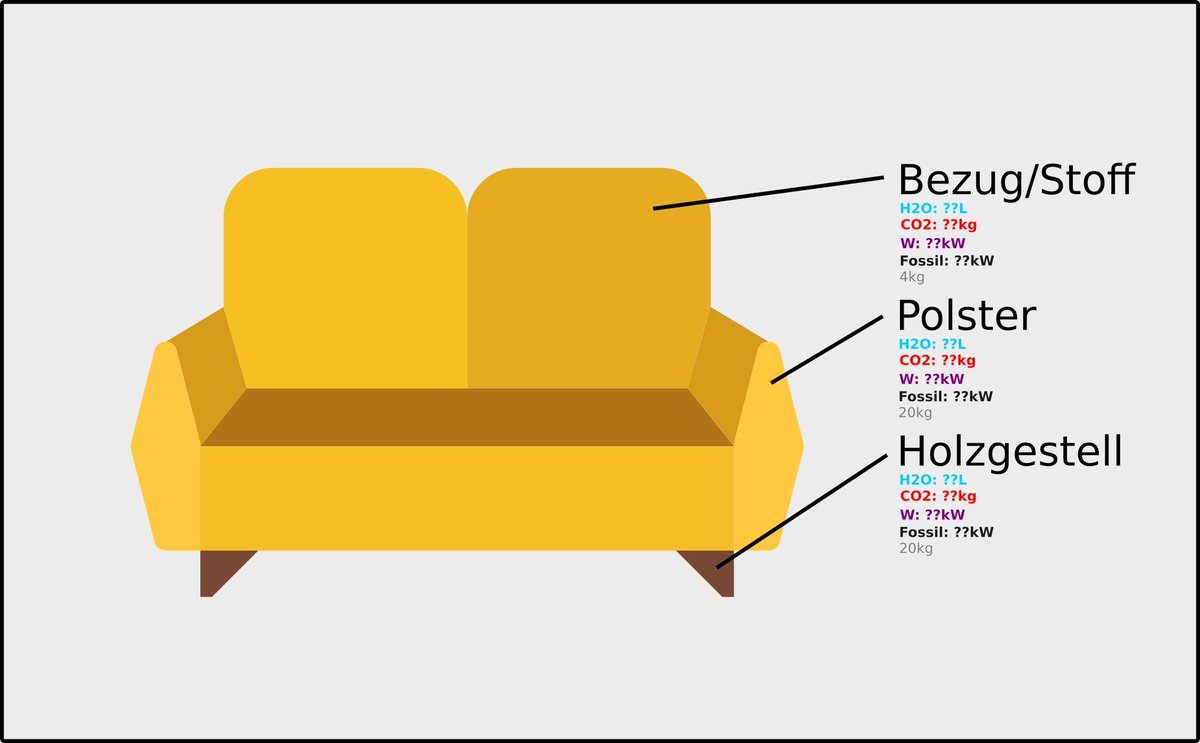 Bezug/Stoff
H2O: ??L
CO2: ??kg
W: ??kW
Fossil: ??kW
4kg
Polster
H2O: ??L
CO2: ??kg
W: ??kW
Fossil: ??kW
20kg
Holzgestell
H2O: ??L
CO2: ??kg
W: ??kW
Fossil: ??kW
20kg